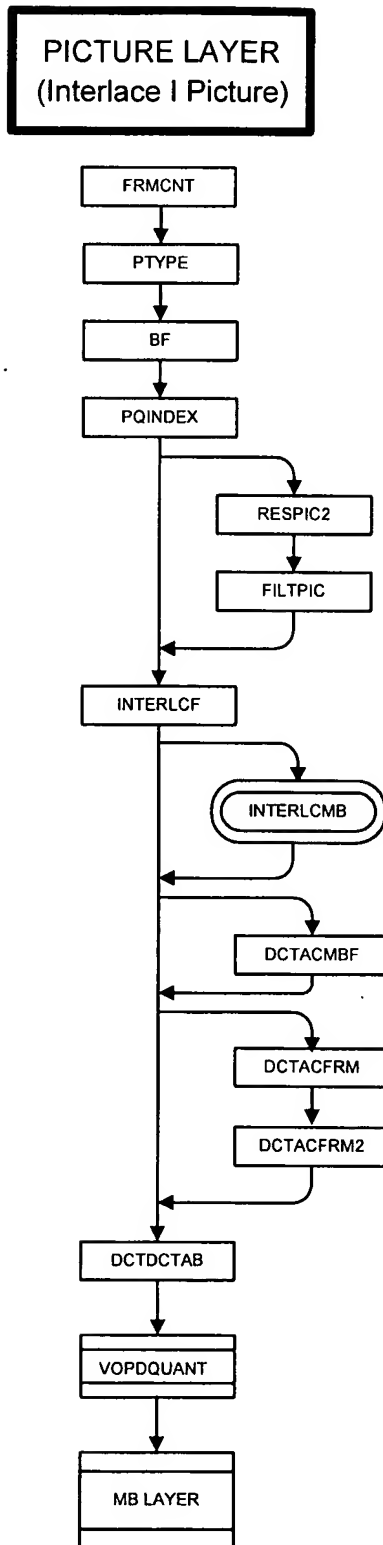 PICTURE LAYER
(Interlace I Picture)
FRMCNT
PTYPE
BF
PQINDEX
RESPIC2
FILTPIC
INTERLCF
INTERLCMB
DCTACMBF
DCTACFRM
DCTACFRM2
DCTDCTAB
VOPDQUANT
MB LAYER